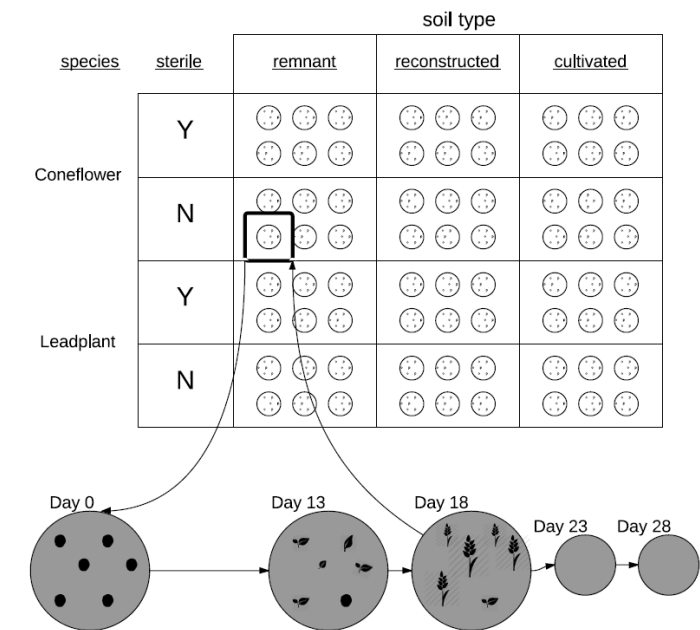 soil type
species sterile remnant reconstructed cultivated
Y
Coneflower
N
Y
Leadplant
N
Day 0 Day 13 Day 18
Day 23 Day 28